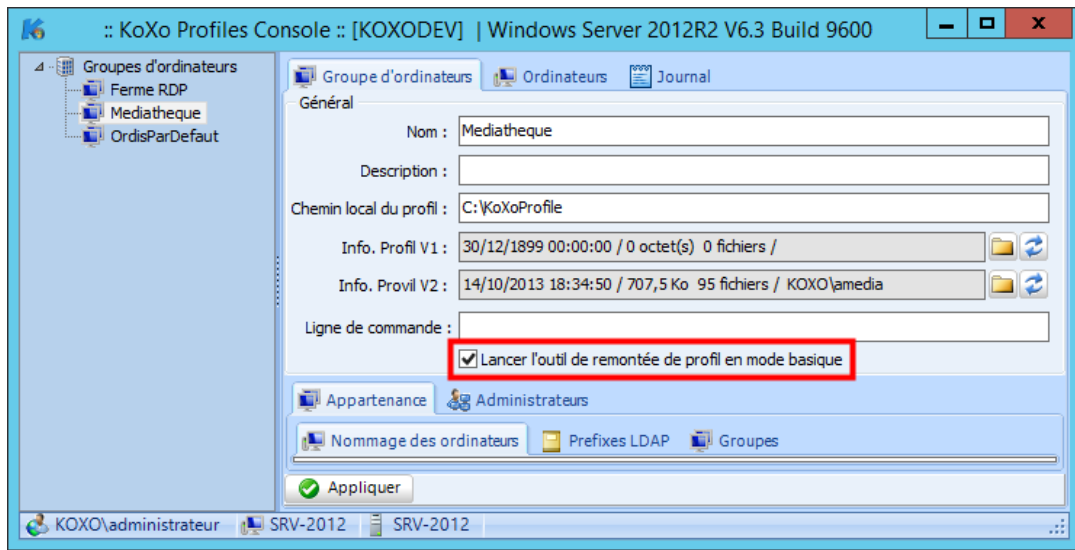 :: KoXo Profiles Console :: [KOXODEV] | Windows Server 2012R2 V6.3 Build 9600
Groupes d'ordinateurs
Ferme RDP
Mediatheque
OrdisParDefaut
Groupe d'ordinateurs Ordinateurs Journal
Général
Nom : Mediatheque
Description :
Chemin local du profil : C:\KoXoProfile
Info. Profil V1 : 30/12/1899 00:00:00 / 0 octet(s) 0 fichiers /
Info. Provil V2 : 14/10/2013 18:34:50 / 707,5 Ko 95 fichiers / KOXO\amedia
Ligne de commande :
Lancer l'outil de remontée de profil en mode basique
Appartenance Administrateurs
Nommage des ordinateurs Prefixes LDAP Groupes
Appliquer
KOXO\administrateur SRV-2012 SRV-2012